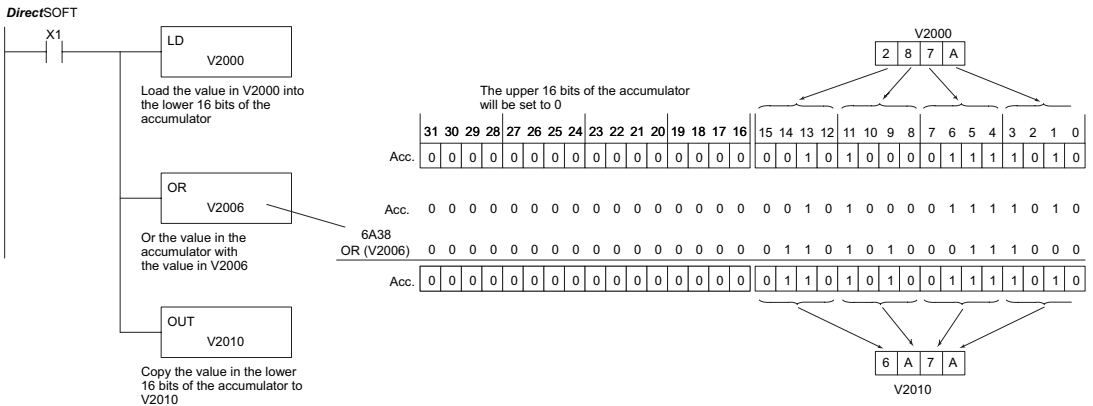 DirectSOFT
X1
LD
V2000
Load the value in V2000 into
the lower 16 bits of the
accumulator
OR
V2006
Or the value in the
accumulator with
the value in V2006
OUT
V2010
Copy the value in the lower
16 bits of the accumulator to
V2010
V2000
2 8 7 A
The upper 16 bits of the accumulator
will be set to 0
31 30 29 28 27 26 25 24 23 22 21 20 19 18 17 16 15 14 13 12 11 10 9 8 7 6 5 4 3 2 1 0
Acc. 0 0 0 0 0 0 0 0 0 0 0 0 0 0 0 0 0 0 1 0 1 0 0 0 0 1 1 1 1 0 1 0
Acc. 0 0 0 0 0 0 0 0 0 0 0 0 0 0 0 0 0 0 1 0 1 0 0 0 0 1 1 1 1 0 1 0
6A38
OR (V2006) 0 0 0 0 0 0 0 0 0 0 0 0 0 0 0 0 0 1 1 0 1 0 1 0 0 0 1 1 1 0 0 0
Acc. 0 0 0 0 0 0 0 0 0 0 0 0 0 0 0 0 0 1 1 0 1 0 1 0 0 1 1 1 1 0 1 0
6 A 7 A
V2010